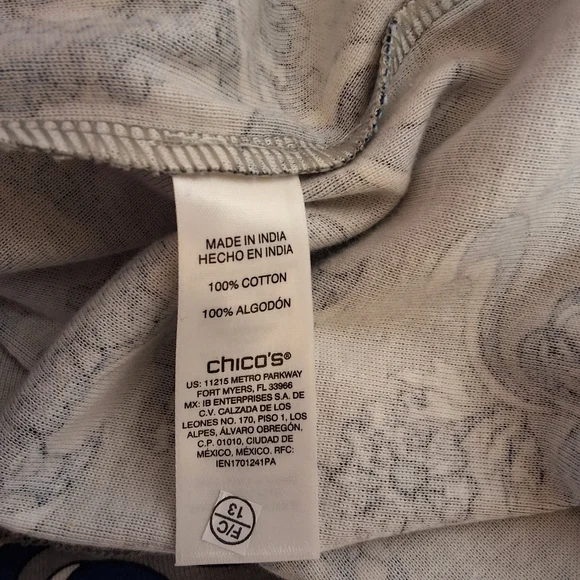 MADE IN INDIA
HECHO EN INDIA
100% COTTON
100% ALGODÓN
chico's®
US: 11215 METRO PARKWAY
FORT MYERS, FL 33966
MX: IB ENTERPRISES S.A. DE
C.V. CALZADA DE LOS
LEONES NO. 170, PISO 1, LOS
ALPES, ÁLVARO OBREGÓN.
C.P. 01010, CIUDAD DE
MÉXICO, MÉXICO. RFC:
IEN1701241PA
F/C
13